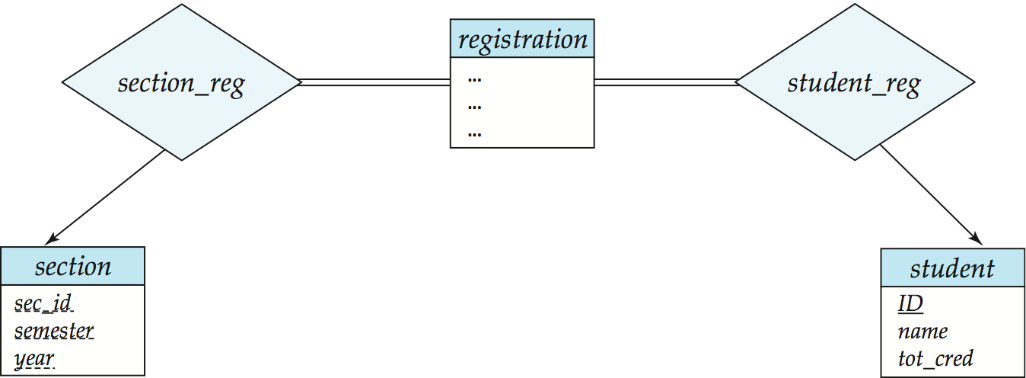 registration
section_reg
...
student_reg
...
...
section
sec_id
semester
year
student
ID
name
tot_cred